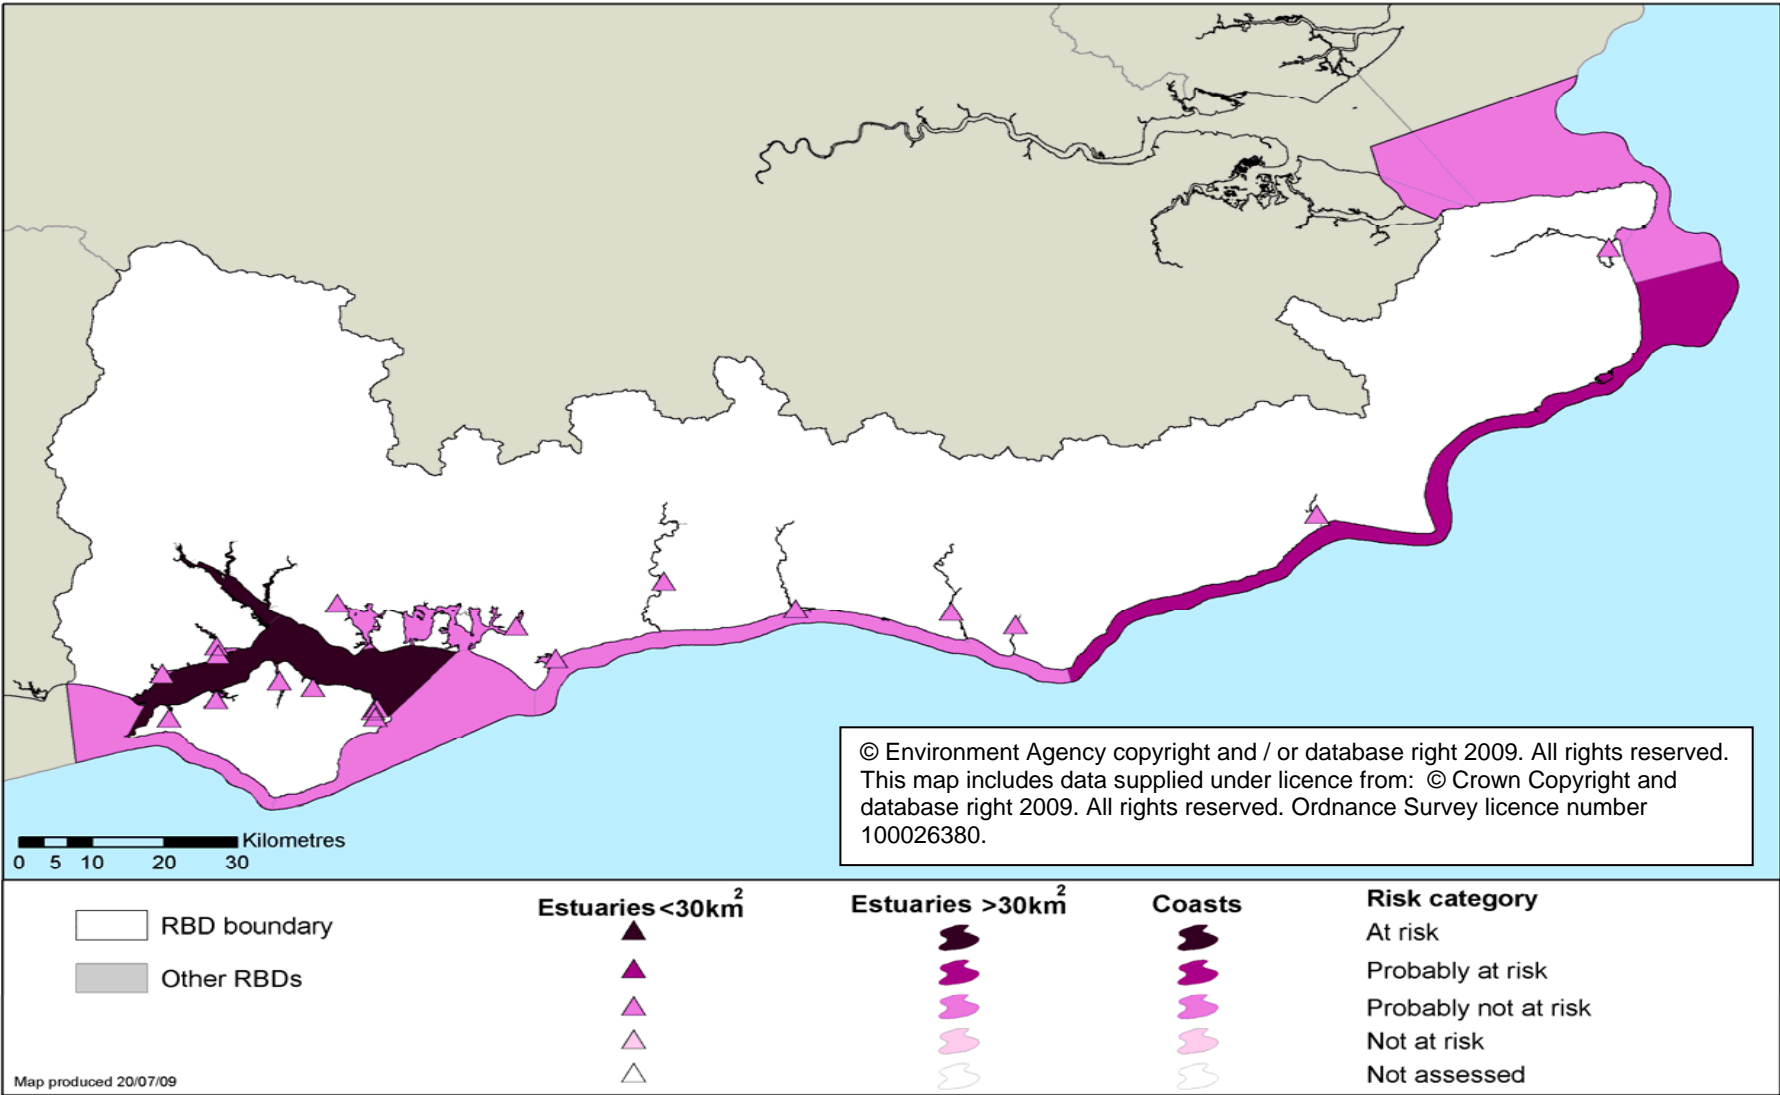 © Environment Agency copyright and / or database right 2009. All rights reserved.
This map includes data supplied under licence from: © Crown Copyright and
database right 2009. All rights reserved. Ordnance Survey licence number
100026380.
Kilometres
0 5 10 20 30
RBD boundary
Other RBDs
Estuaries <30km²
Estuaries >30km²
Coasts
Risk category
At risk
Probably at risk
Probably not at risk
Not at risk
Not assessed
Map produced 20/07/09